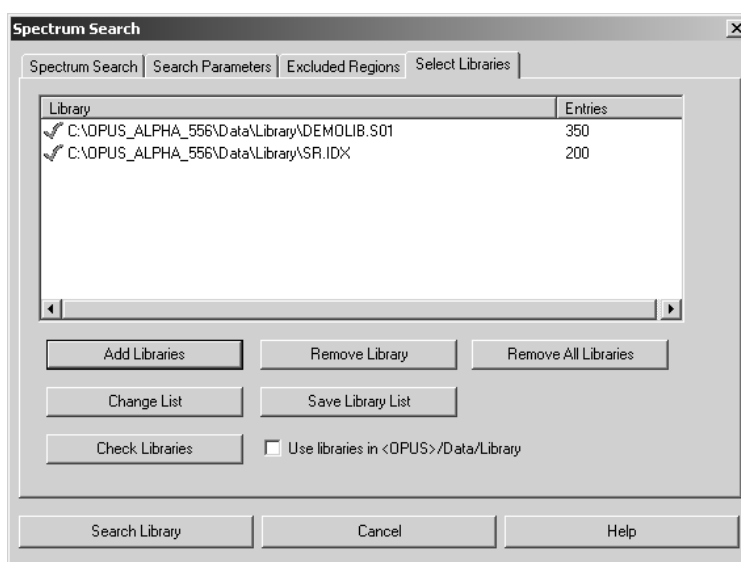 Spectrum Search
Spectrum Search Search Parameters Excluded Regions Select Libraries
Library Entries
C:\OPUS_ALPHA_556\Data\Library\DEMOLIB.S01 350
C:\OPUS_ALPHA_556\Data\Library\SR.IDX 200
Add Libraries Remove Library Remove All Libraries
Change List Save Library List
Check Libraries Use libraries in <OPUS>/Data/Library
Search Library Cancel Help